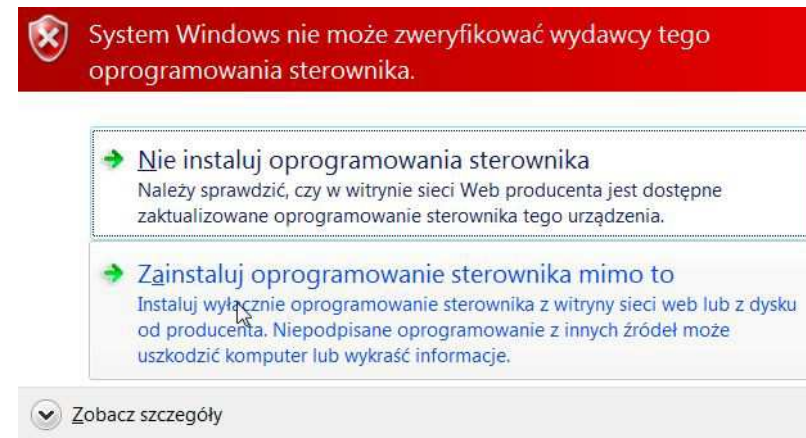 System Windows nie może zweryfikować wydawcy tego
oprogramowania sterownika.
Nie instaluj oprogramowania sterownika
Należy sprawdzić, czy w witrynie sieci Web producenta jest dostępne
zaktualizowane oprogramowanie sterownika tego urządzenia.
Zainstaluj oprogramowanie sterownika mimo to
Instaluj wyłącznie oprogramowanie sterownika z witryny sieci web lub z dysku
od producenta. Niepodpisane oprogramowanie z innych źródeł może
uszkodzić komputer lub wykraść informacje.
Zobacz szczegóły